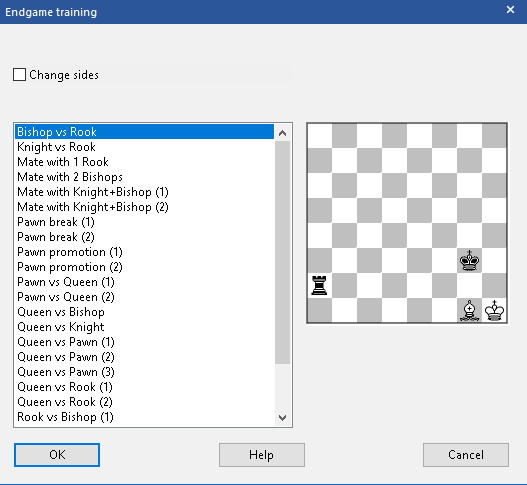 Endgame training
Change sides
Bishop vs Rook
Knight vs Rook
Mate with 1 Rook
Mate with 2 Bishops
Mate with Knight+Bishop (1)
Mate with Knight+Bishop (2)
Pawn break (1)
Pawn break (2)
Pawn promotion (1)
Pawn promotion (2)
Pawn vs Queen (1)
Pawn vs Queen (2)
Queen vs Bishop
Queen vs Knight
Queen vs Pawn (1)
Queen vs Pawn (2)
Queen vs Pawn (3)
Queen vs Rook (1)
Queen vs Rook (2)
Rook vs Bishop (1)
OK
Help
Cancel